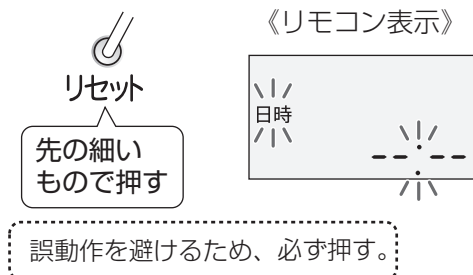 《リモコン表示》
リセット
先の細い
もので押す
日時
--:--
誤動作を避けるため、必ず押す。